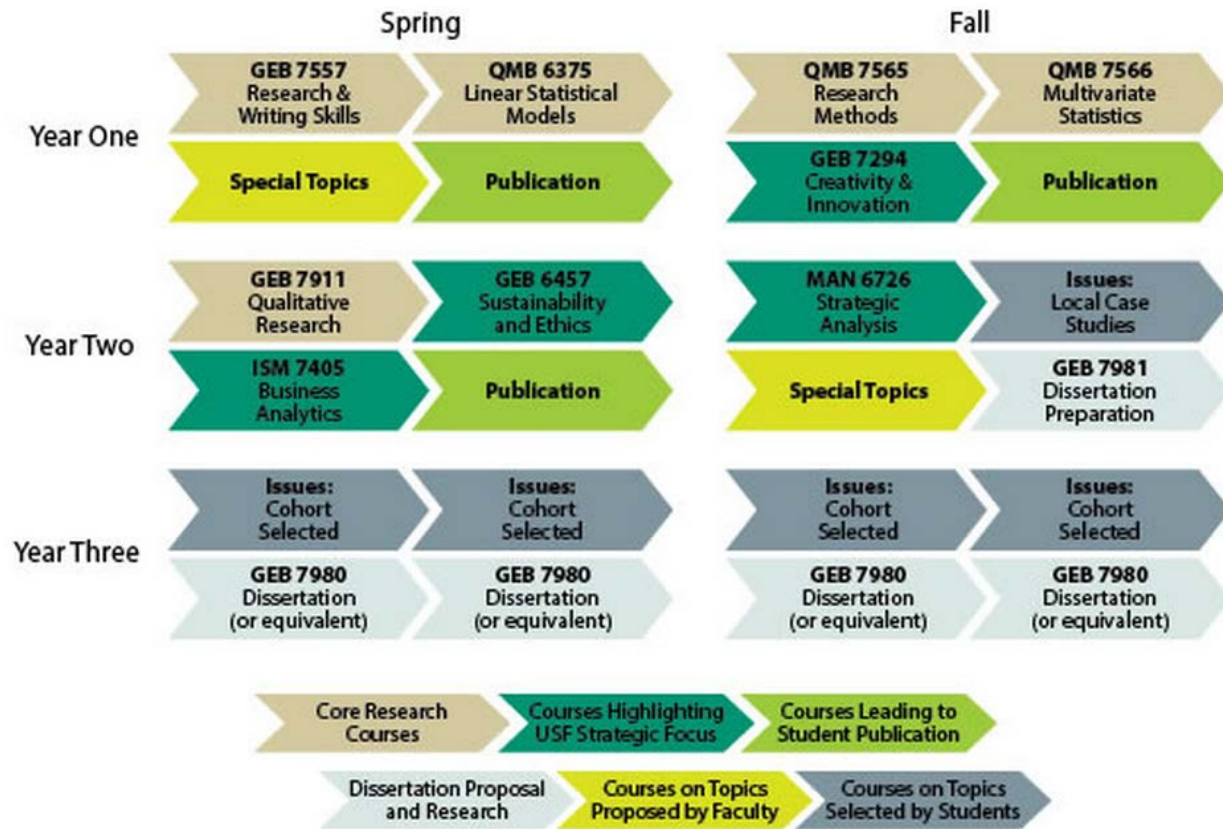 Spring
Fall
Year One
GEB 7557
Research &
Writing Skills
QMB 6375
Linear Statistical
Models
QMB 7565
Research
Methods
QMB 7566
Multivariate
Statistics
Special Topics
Publication
GEB 7294
Creativity &
Innovation
Publication
Year Two
GEB 7911
Qualitative
Research
GEB 6457
Sustainability
and Ethics
MAN 6726
Strategic
Analysis
Issues:
Local Case
Studies
ISM 7405
Business
Analytics
Publication
Special Topics
GEB 7981
Dissertation
Preparation
Year Three
Issues:
Cohort
Selected
Issues:
Cohort
Selected
Issues:
Cohort
Selected
Issues:
Cohort
Selected
GEB 7980
Dissertation
(or equivalent)
GEB 7980
Dissertation
(or equivalent)
GEB 7980
Dissertation
(or equivalent)
GEB 7980
Dissertation
(or equivalent)
Core Research
Courses
Courses Highlighting
USF Strategic Focus
Courses Leading to
Student Publication
Dissertation Proposal
and Research
Courses on Topics
Proposed by Faculty
Courses on Topics
Selected by Students